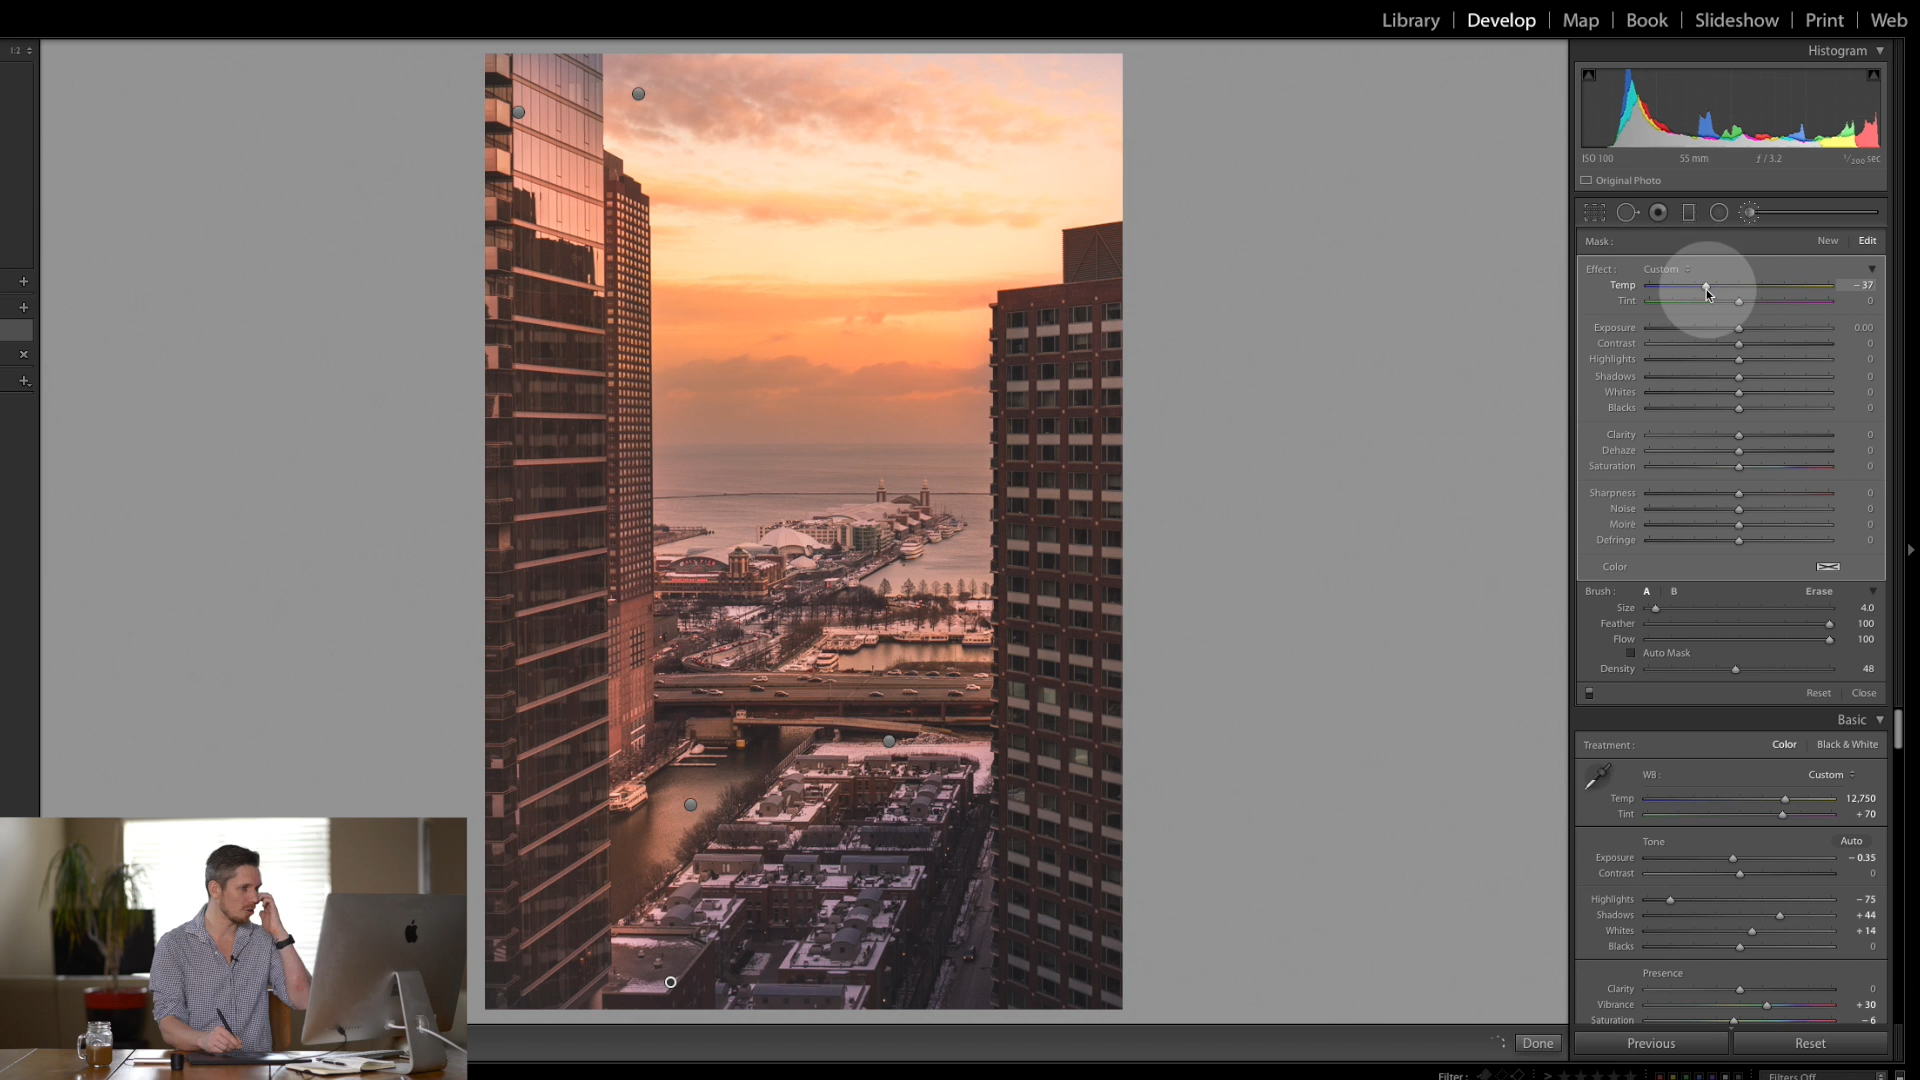 Library | Develop | Map | Book | Slideshow | Print | Web
1:2
Histogram
ISO 100 55 mm f / 3.2 1/200 sec
Original Photo
Mask : New Edit
Effect : Custom
Temp - 37
Tint 0
Exposure 0.00
Contrast 0
Highlights 0
Shadows 0
Whites 0
Blacks 0
Clarity 0
Dehaze 0
Saturation 0
Sharpness 0
Noise 0
Moiré 0
Defringe 0
Color
Brush : A B Erase
Size 4.0
Feather 100
Flow 100
Auto Mask
Density 48
Reset Close
Basic
Treatment : Color Black & White
WB : Custom
Temp 12,750
Tint + 70
Tone Auto
Exposure - 0.35
Contrast 0
Highlights - 75
Shadows + 44
Whites + 14
Blacks 0
Presence
Clarity 0
Vibrance + 30
Saturation - 6
Done Previous Reset
Filter : Filters Off